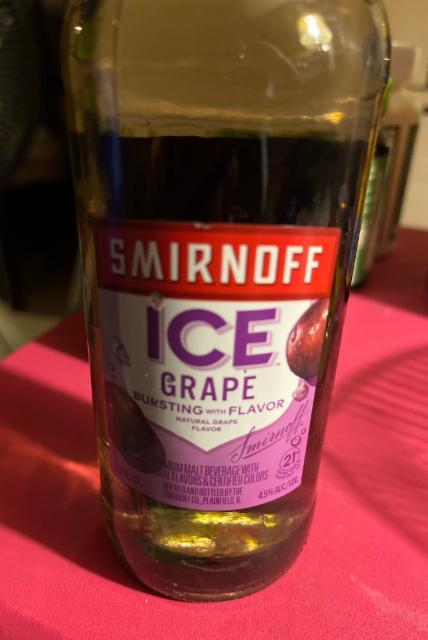 SMIRNOFF
ICE
GRAPE
BURSTING WITH FLAVOR
NATURAL GRAPE
FLAVOR
Smirnoff
21
MALT BEVERAGE WITH
FLAVORS & CERTIFIED COLORS
BREWED AND BOTTLED BY THE
SMIRNOFF CO., PLAINFIELD, IL
4.5% ALC/VOL